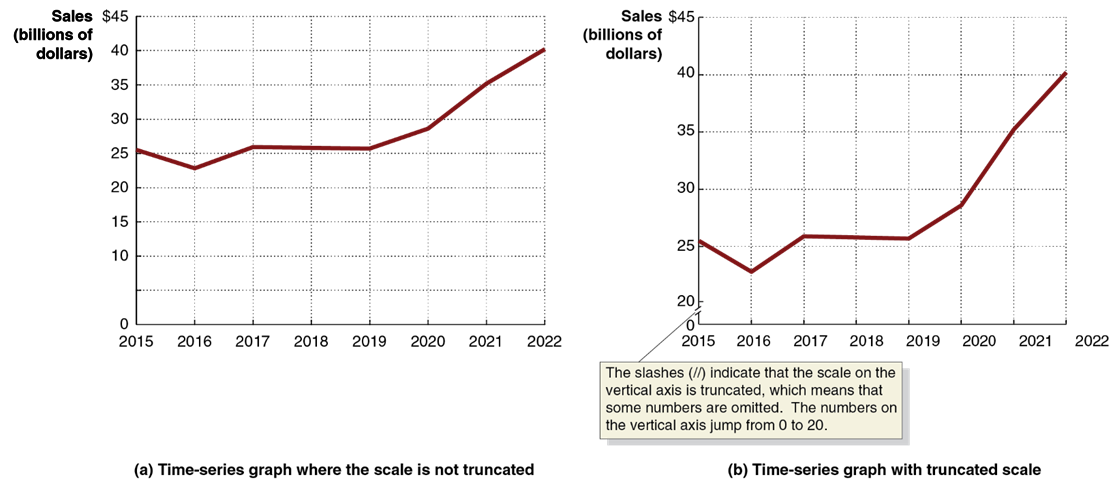 Sales
(billions of
dollars)
$45
40
35
30
25
20
15
10
0
2015 2016 2017 2018 2019 2020 2021 2022
(a) Time-series graph where the scale is not truncated
Sales
(billions of
dollars)
$45
40
35
30
25
20
0
2015 2016 2017 2018 2019 2020 2021 2022
The slashes (//) indicate that the scale on the
vertical axis is truncated, which means that
some numbers are omitted. The numbers on
the vertical axis jump from 0 to 20.
(b) Time-series graph with truncated scale